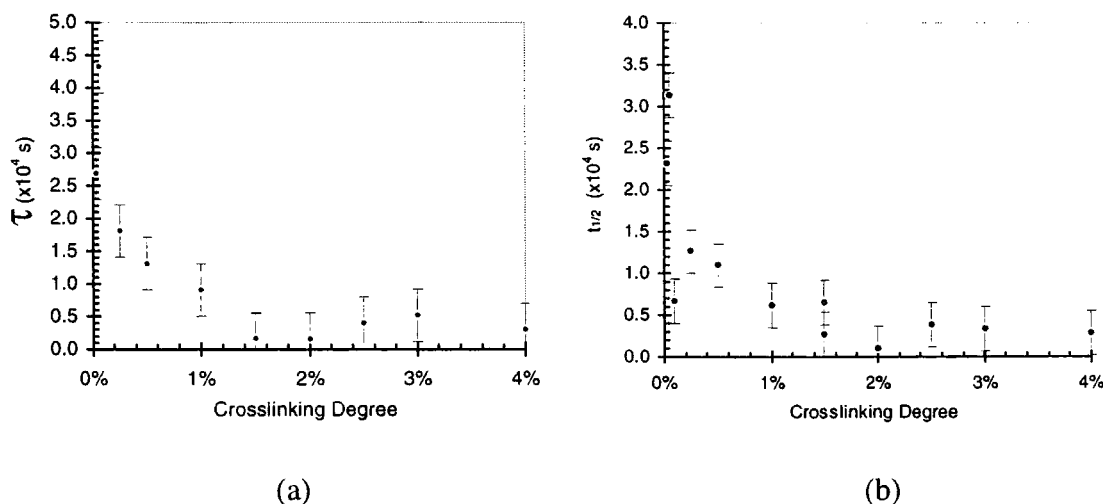 5.0
4.5
4.0
3.5
3.0
2.5
2.0
1.5
1.0
0.5
0.0
τ (x10⁴ s)
0% 1% 2% 3% 4%
Crosslinking Degree
(a)
4.0
3.5
3.0
2.5
2.0
1.5
1.0
0.5
0.0
t1/2 (x10⁴ s)
0% 1% 2% 3% 4%
Crosslinking Degree
(b)